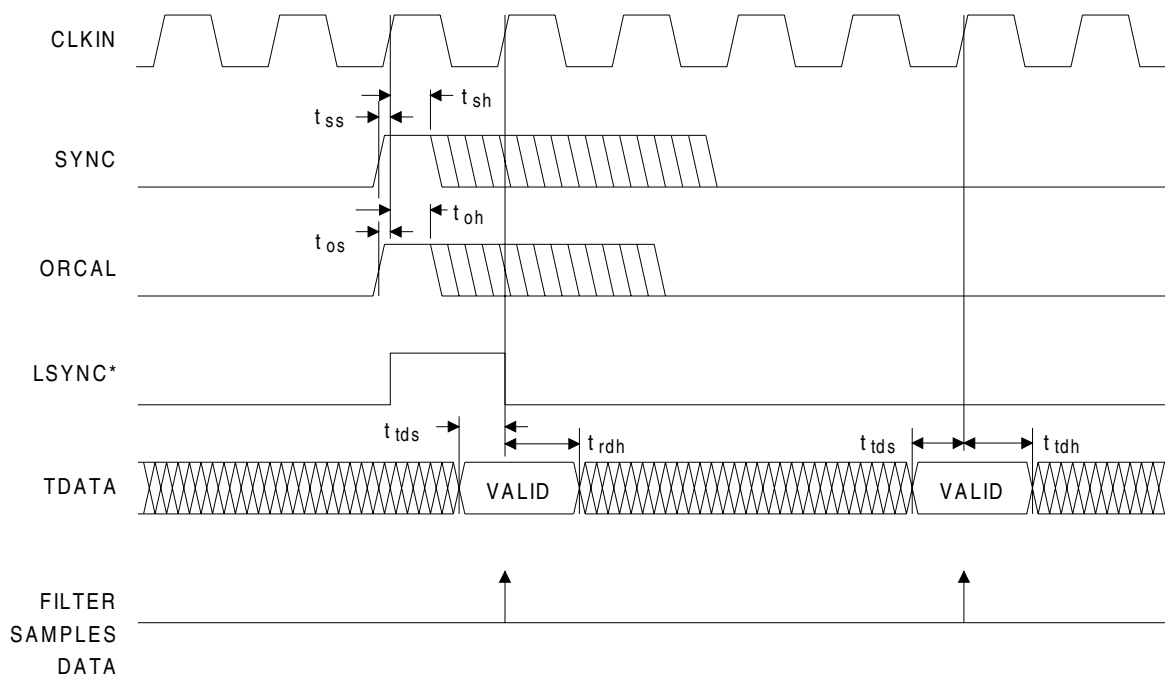 CLKIN
t sh
t ss
SYNC
t oh
t os
ORCAL
LSYNC*
t tds
t rdh
t tds
t tdh
TDATA
VALID
VALID
FILTER
SAMPLES
DATA